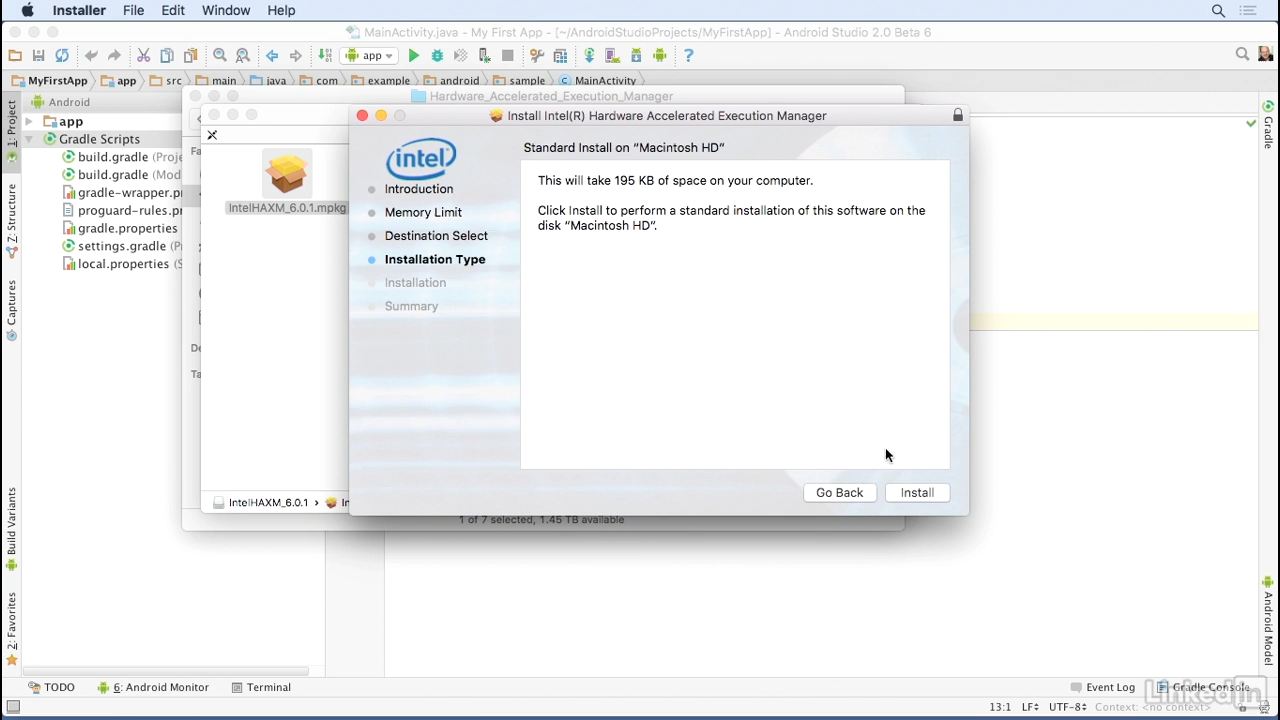 Installer File Edit Window Help
MainActivity.java - My First App - [~/AndroidStudioProjects/MyFirstApp] - Android Studio 2.0 Beta 6
app
MyFirstApp app src main java com example android sample MainActivity
Android
Hardware_Accelerated_Execution_Manager
Install Intel(R) Hardware Accelerated Execution Manager
1: Project
Z: Structure
Captures
Build Variants
2: Favorites
app
Gradle Scripts
build.gradle (Proje
build.gradle (Mod
gradle-wrapper.pr
proguard-rules.pr
gradle.properties
settings.gradle (P
local.properties (S
Fa
De
Ta
IntelHAXM_6.0.1.mpkg
IntelHAXM_6.0.1 › In
1 of 7 selected, 1.45 TB available
intel
Introduction
Memory Limit
Destination Select
Installation Type
Installation
Summary
Standard Install on “Macintosh HD”
This will take 195 KB of space on your computer.
Click Install to perform a standard installation of this software on the
disk “Macintosh HD”.
Go Back Install
Gradle
Android Model
TODO 6: Android Monitor Terminal Event Log Gradle Console
13:1 LF UTF-8 Context: <no context>
LinkedIn